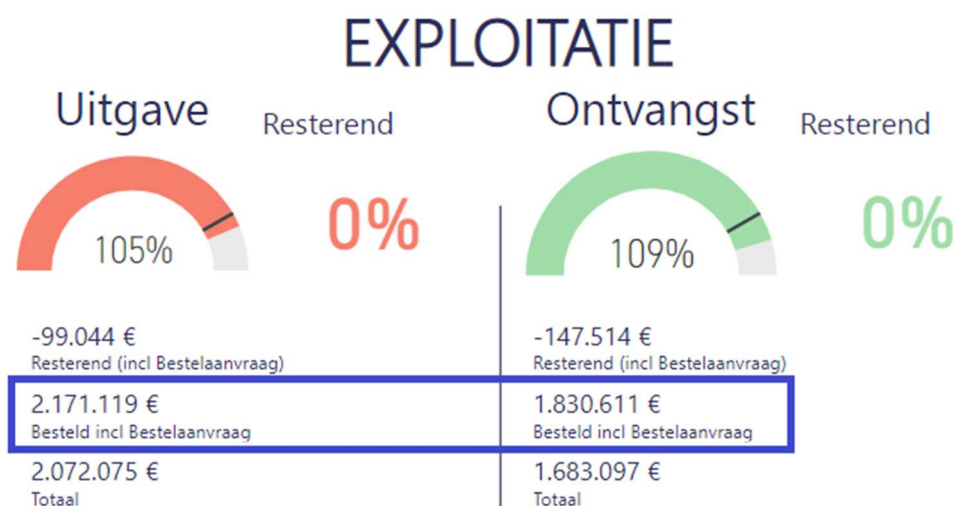 EXPLOITATIE
Uitgave
Resterend
105%
0%
-99.044 €
Resterend (incl Bestelaanvraag)
2.171.119 €
Besteld incl Bestelaanvraag
2.072.075 €
Totaal
Ontvangst
Resterend
109%
0%
-147.514 €
Resterend (incl Bestelaanvraag)
1.830.611 €
Besteld incl Bestelaanvraag
1.683.097 €
Totaal